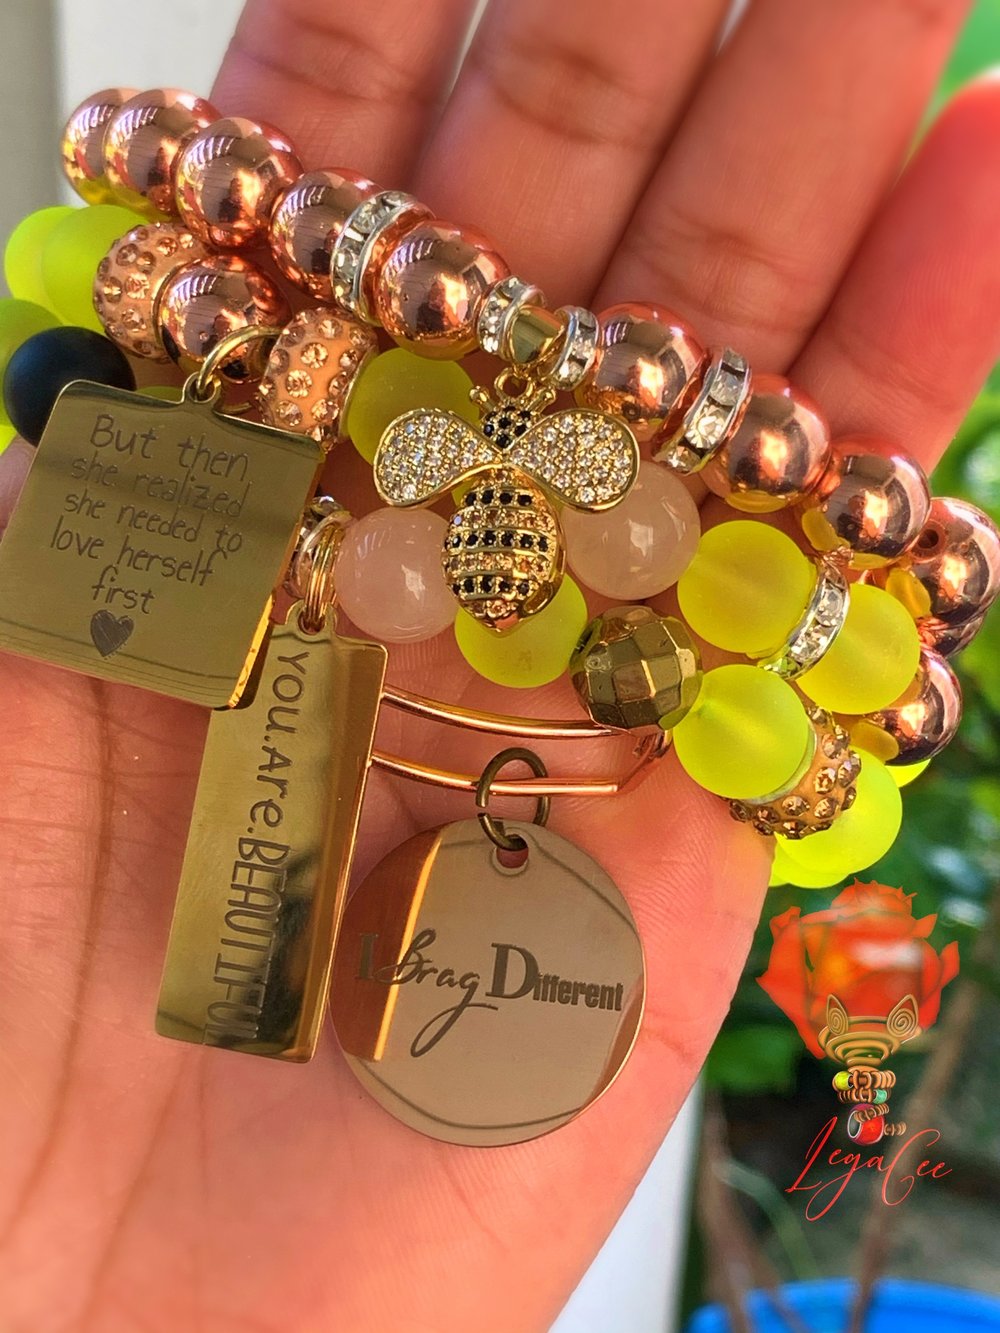 But then
she realized
she needed to
love herself
first
YOU.Are.BEAUTIFUL
I Brag Different
LegaCee